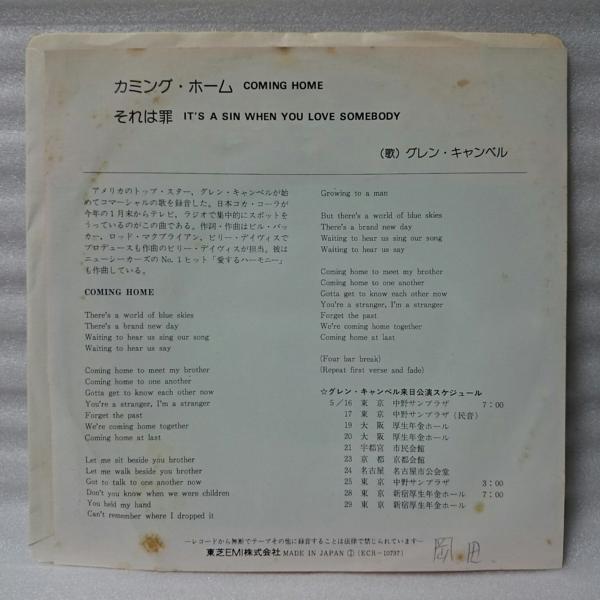 カミング・ホーム COMING HOME
それは罪 IT'S A SIN WHEN YOU LOVE SOMEBODY
(歌) グレン・キャンベル
アメリカのトップ・スター、グレン・キャンベルが始
めてコマーシャルの歌を録音した。日本コカ・コーラが
今年の1月末からテレビ、ラジオで集中的にスポットを
うっているのがこの曲である。作詞・作曲はビル・バッ
カー、ロッド・マクブライアン、ビリー・デイヴィスで
プロデュースも作曲のビリー・デイヴィスが担当。彼は
ニューシーカーズのNo.1ヒット「愛するハーモニー」
も作曲している。
COMING HOME
There's a world of blue skies
There's a brand new day
Waiting to hear us sing our song
Waiting to hear us say
Coming home to meet my brother
Coming home to one another
Gotta get to know each other now
You're a stranger, I'm a stranger
Forget the past
We're coming home together
Coming home at last
Let me sit beside you brother
Let me walk beside you brother
Got to talk to one another now
Don't you know when we were children
You held my hand
Can't remember where I dropped it
Growing to a man
But there's a world of blue skies
There's a brand new day
Waiting to hear us sing our song
Waiting to hear us say
Coming home to meet my brother
Coming home to one another
Gotta get to know each other now
You're a stranger, I'm a stranger
Forget the past
We're coming home together
Coming home at last
(Four bar break)
(Repeat first verse and fade)
☆グレン・キャンベル来日公演スケジュール
5/16 東京 中野サンプラザ 7:00
17 東京 中野サンプラザ(民音)
19 大阪 厚生年金ホール
20 大阪 厚生年金ホール
21 宇都宮 市民会館
23 京都 京都会館
24 名古屋 名古屋市公会堂
25 東京 中野サンプラザ 3:00
28 東京 新宿厚生年金ホール 7:00
29 東京 新宿厚生年金ホール
—レコードから無断でテープその他に録音することは法律で禁じられています—
東芝EMI株式会社 MADE IN JAPAN (ECR-10737)
岡田